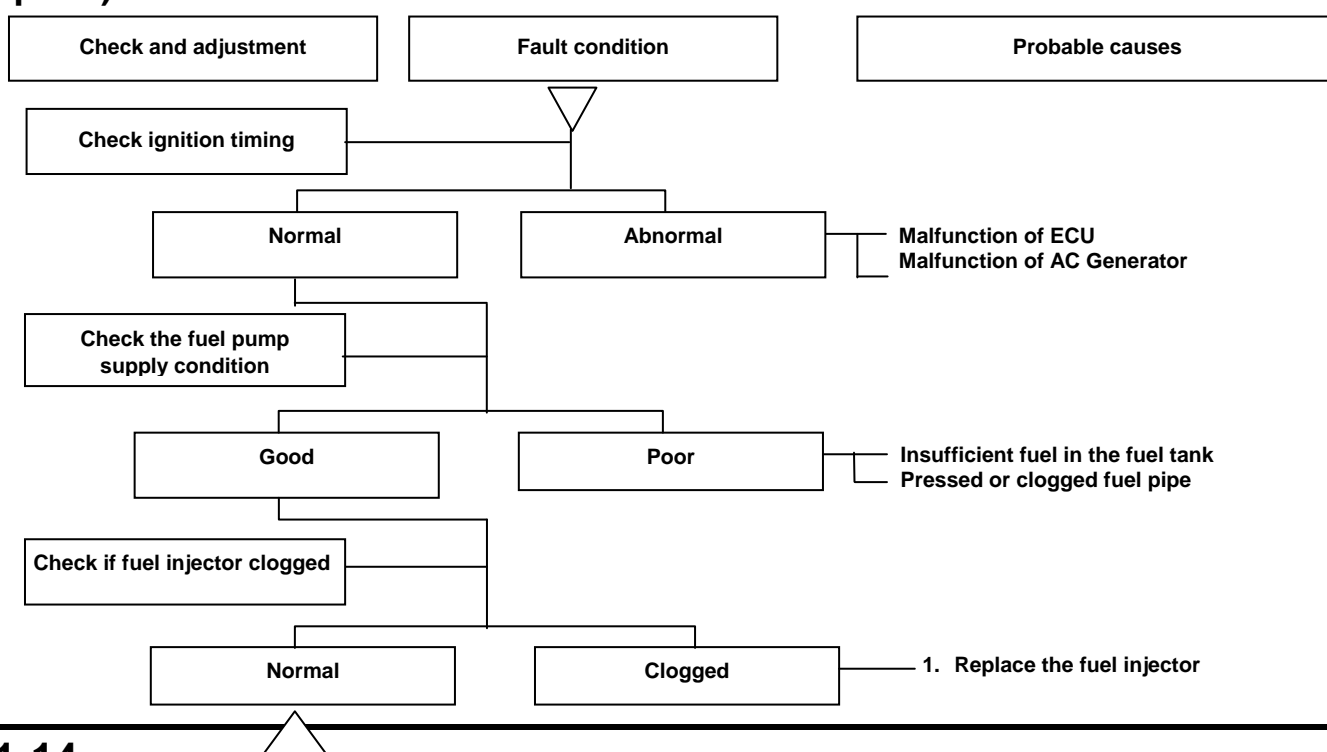 Check and adjustment
Fault condition
Probable causes
Check ignition timing
Normal
Abnormal
Malfunction of ECU
Malfunction of AC Generator
Check the fuel pump
supply condition
Good
Poor
Insufficient fuel in the fuel tank
Pressed or clogged fuel pipe
Check if fuel injector clogged
Normal
Clogged
1. Replace the fuel injector